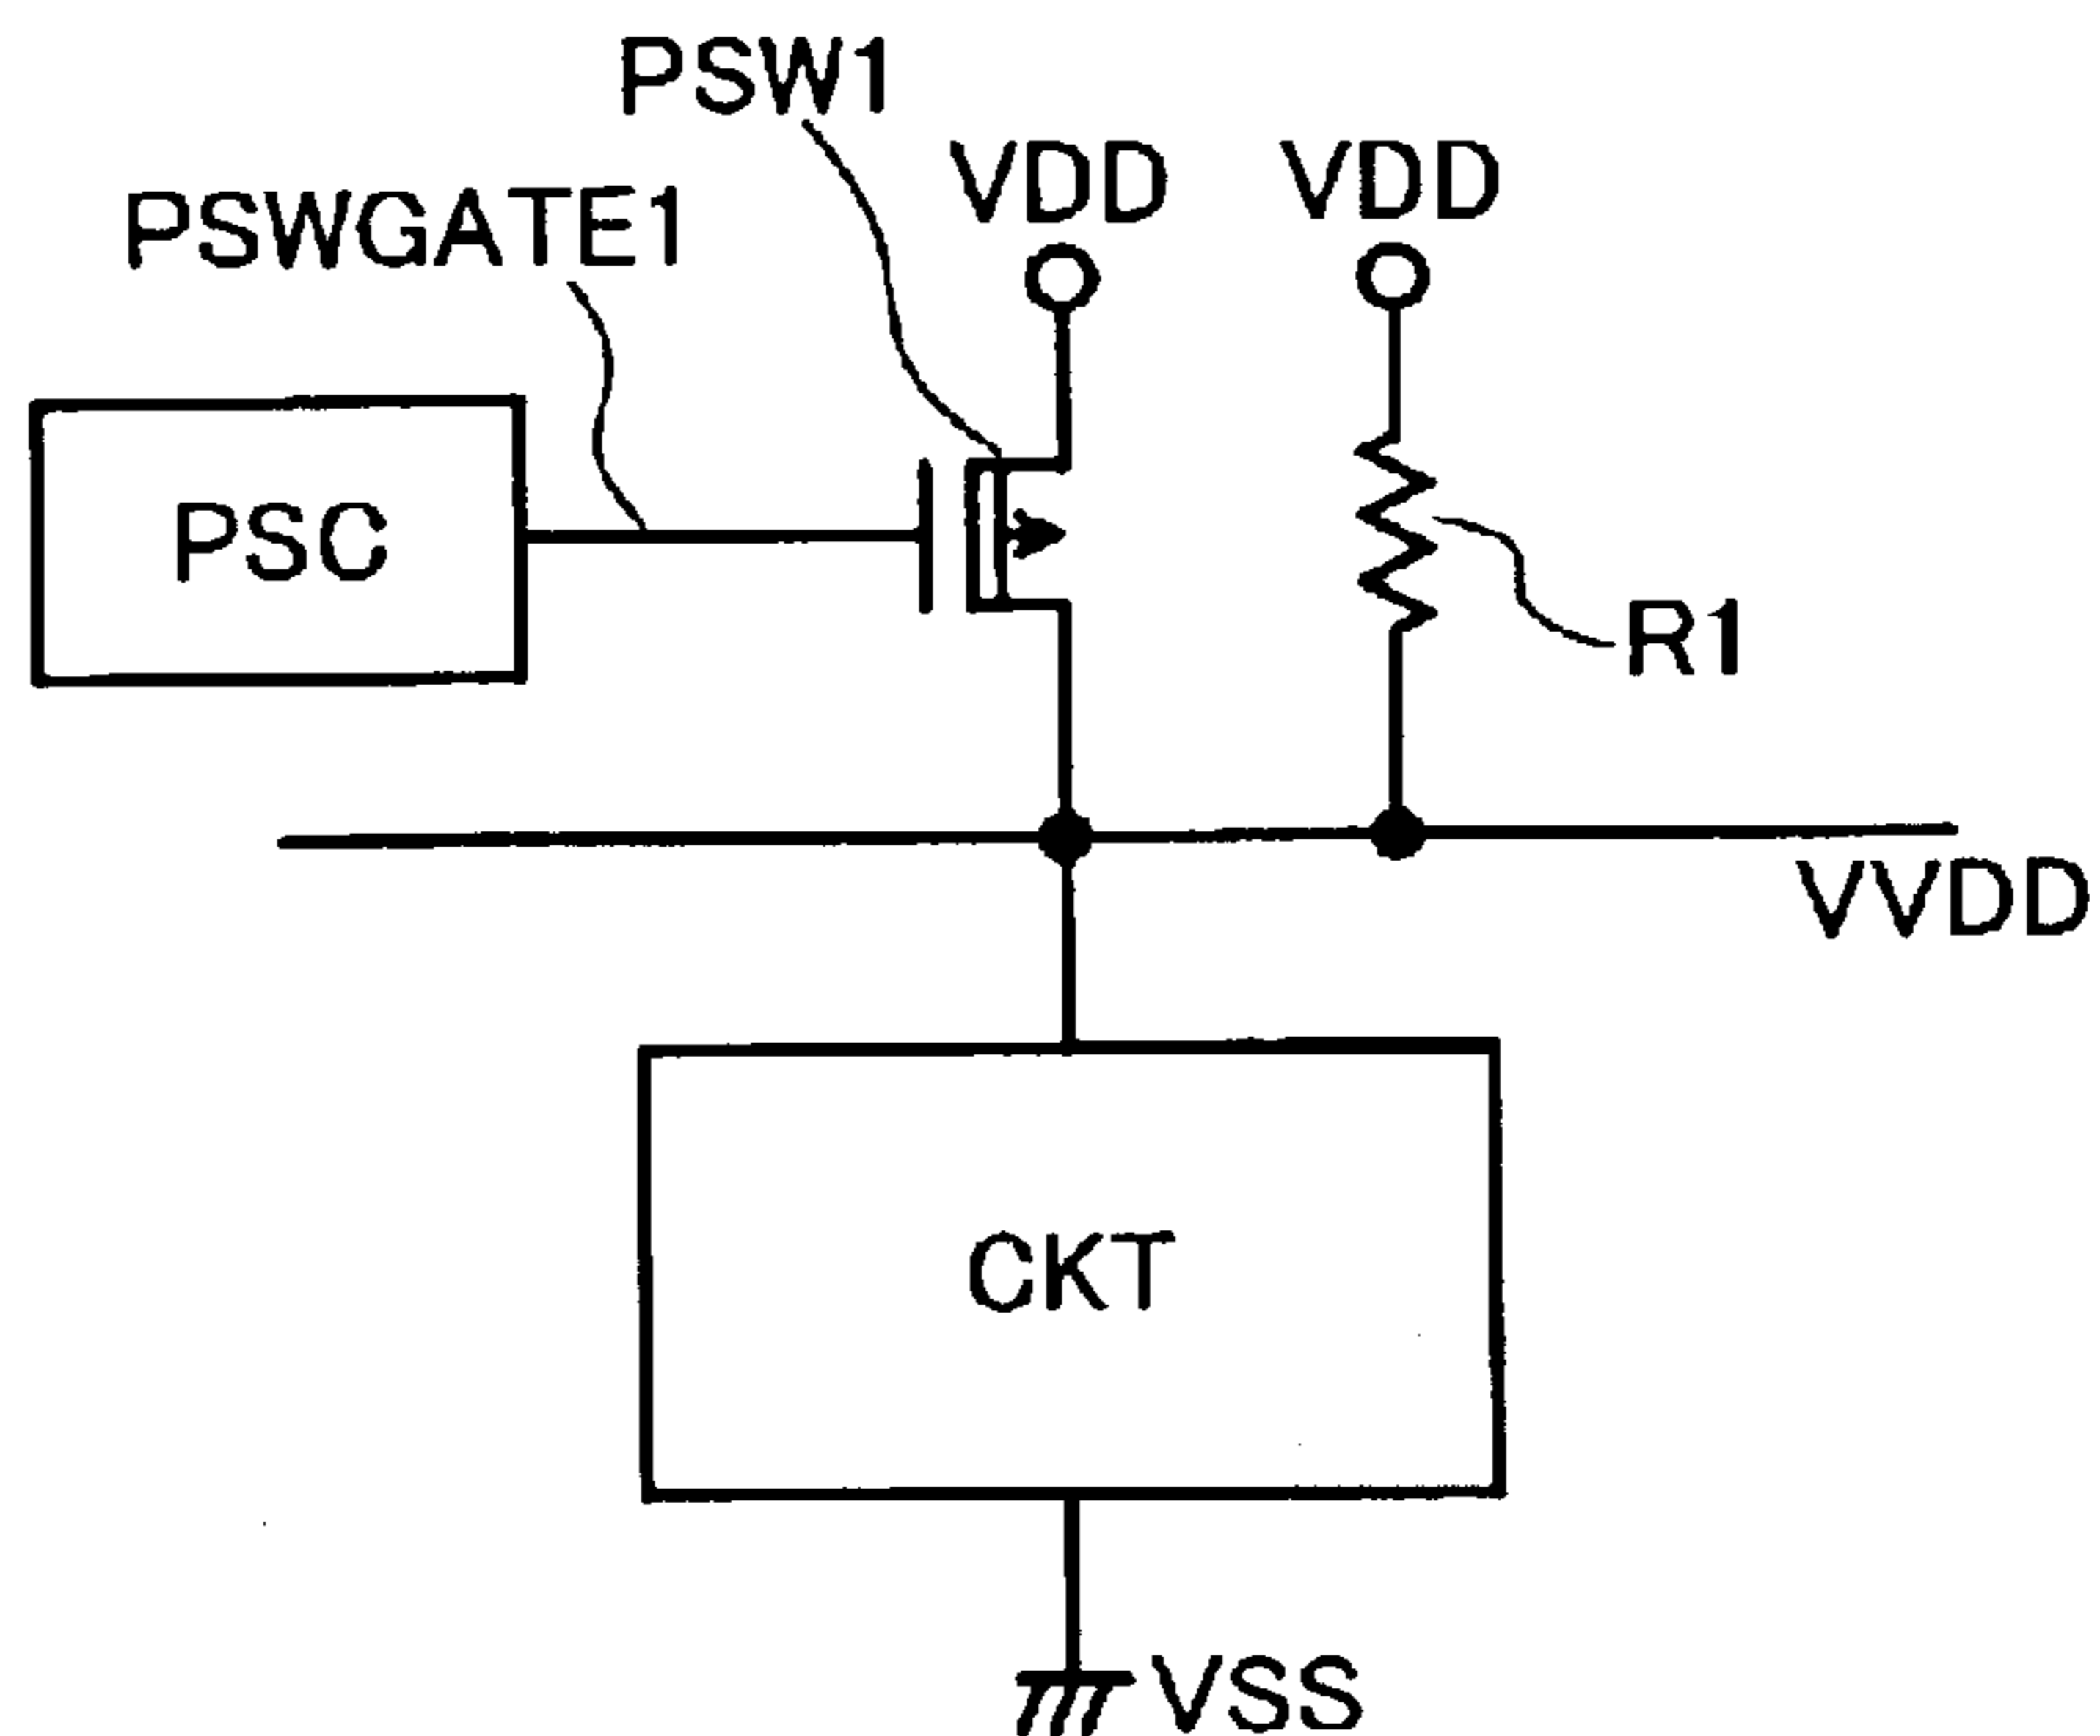 PSW1
VDD
VDD
PSWGATE1
PSC
R1
VVDD
CKT
VSS